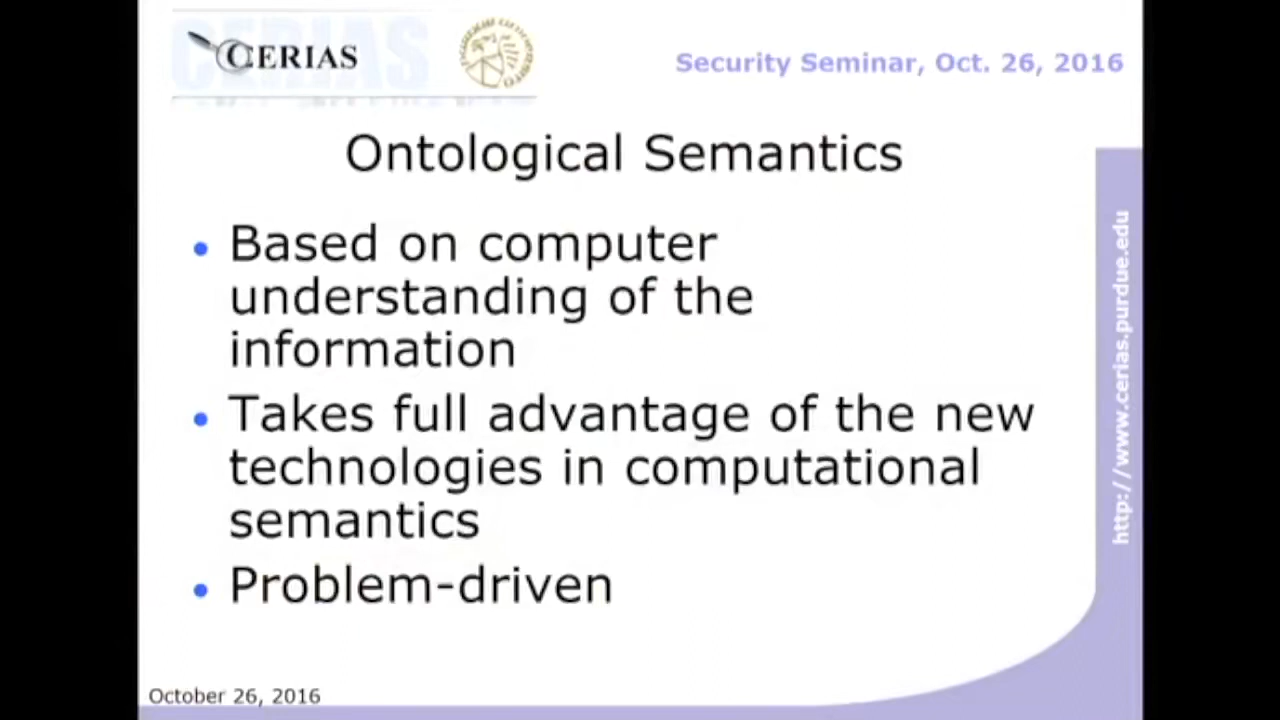 CERIAS
Security Seminar, Oct. 26, 2016
Ontological Semantics
• Based on computer
understanding of the
information
• Takes full advantage of the new
technologies in computational
semantics
• Problem-driven
http://www.cerias.purdue.edu
October 26, 2016